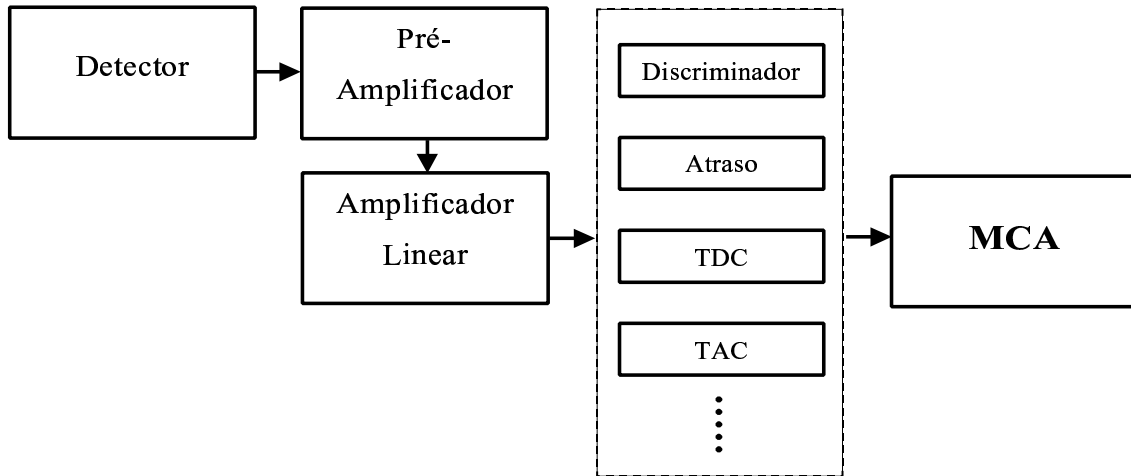 Detector
Pré-
Amplificador
Amplificador
Linear
Discriminador
Atraso
TDC
TAC
MCA